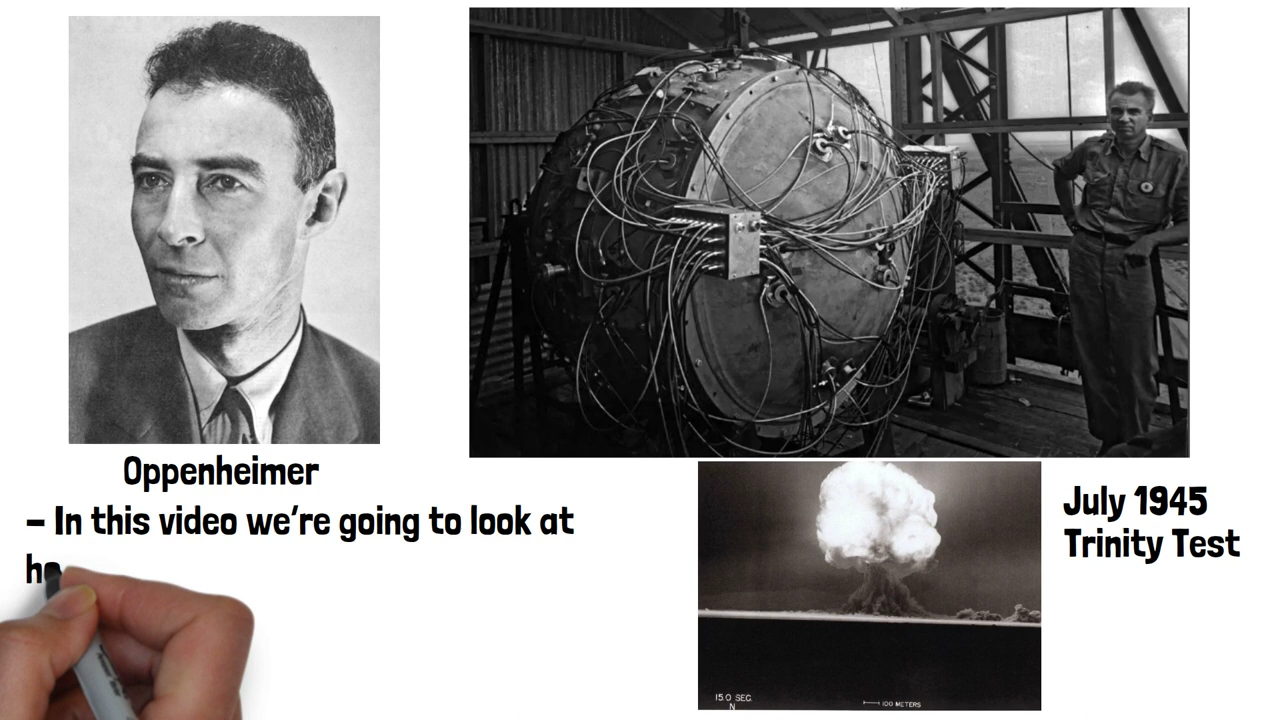 Oppenheimer
– In this video we're going to look at
ho
July 1945
Trinity Test
15.0 SEC.
N
100 METERS